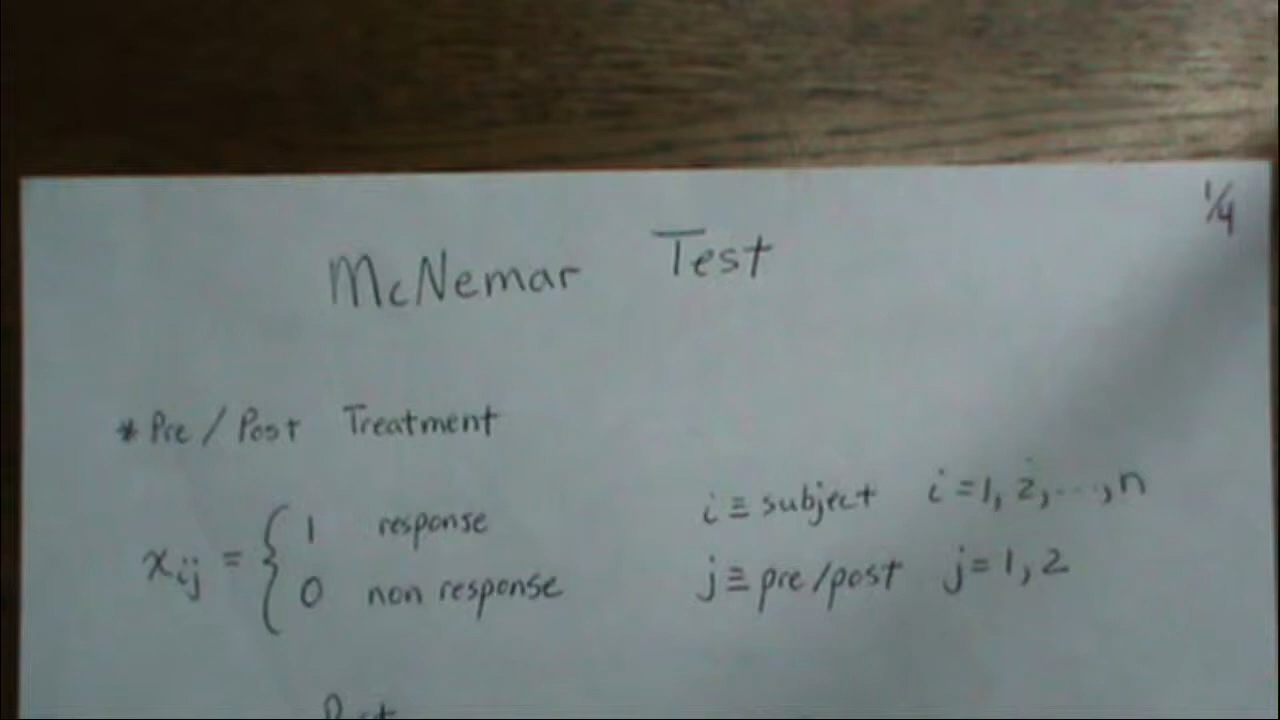 1/4
McNemar Test
* Pre / Post Treatment
x_ij = { 1 response
0 non response
i ≡ subject i = 1, 2, ..., n
j ≡ pre/post j = 1, 2
Post